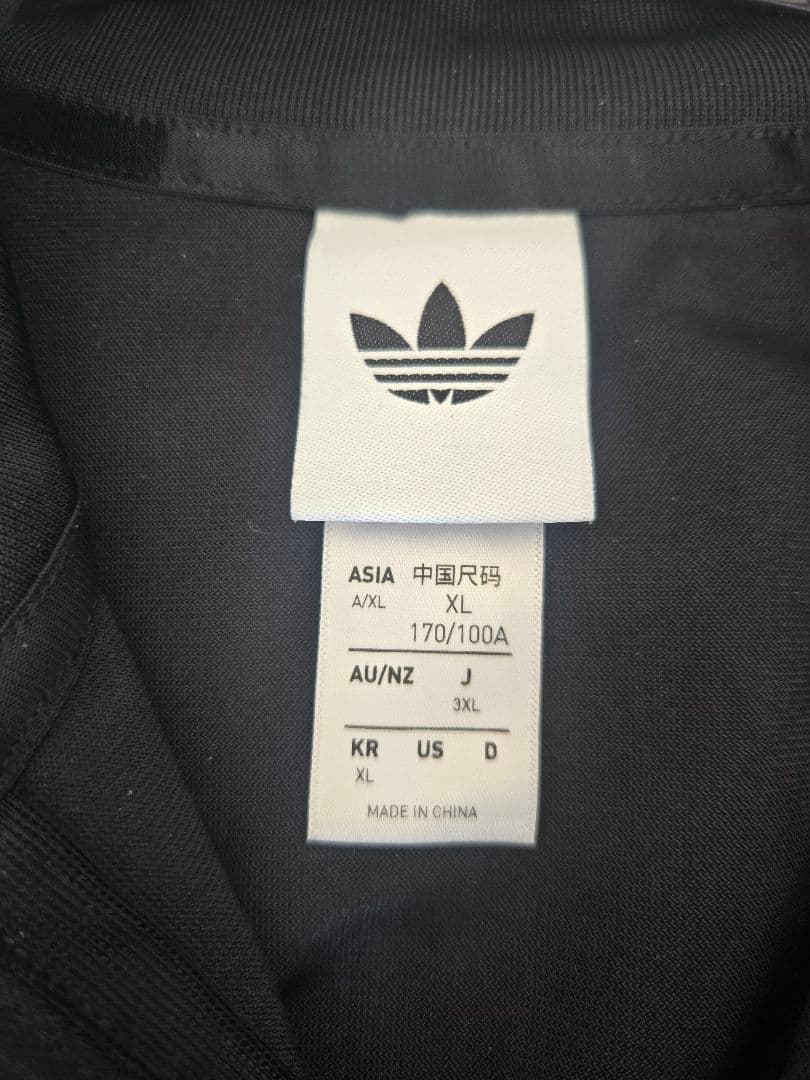 ASIA 中国尺码
A/XL XL
170/100A
AU/NZ J
3XL
KR US D
XL
MADE IN CHINA